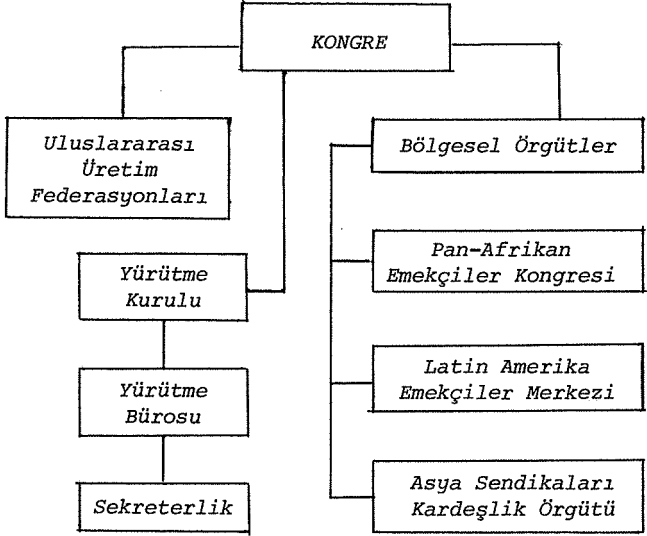 KONGRE
Uluslararası
Üretim
Federasyonları
Bölgesel Örgütler
Yürütme
Kurulu
Pan-Afrikan
Emekçiler Kongresi
Yürütme
Bürosu
Latin Amerika
Emekçiler Merkezi
Sekreterlik
Asya Sendikaları
Kardeşlik Örgütü